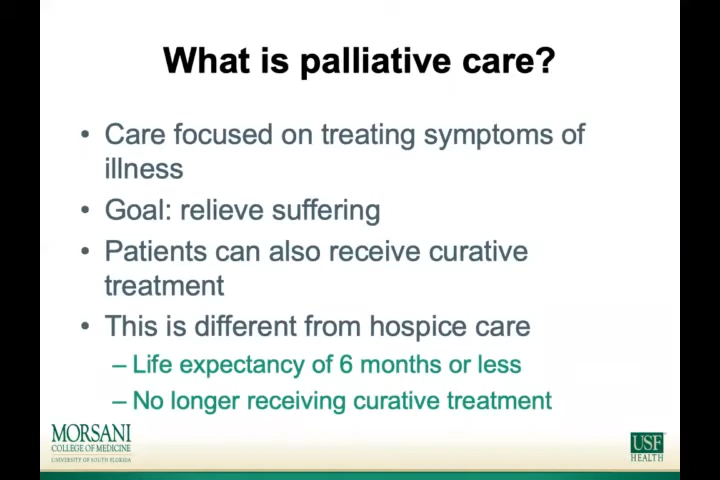 What is palliative care?
• Care focused on treating symptoms of
illness
• Goal: relieve suffering
• Patients can also receive curative
treatment
• This is different from hospice care
– Life expectancy of 6 months or less
– No longer receiving curative treatment
MORSANI
COLLEGE OF MEDICINE
UNIVERSITY OF SOUTH FLORIDA
USF
HEALTH